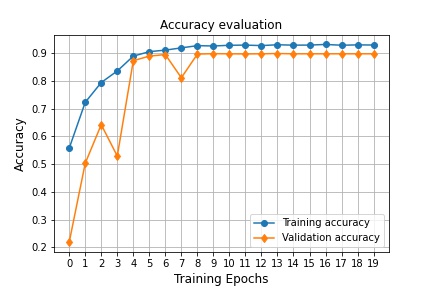 Accuracy evaluation
0.9
0.8
0.7
0.6
0.5
0.4
0.3
0.2
Accuracy
0 1 2 3 4 5 6 7 8 9 10 11 12 13 14 15 16 17 18 19
Training Epochs
Training accuracy
Validation accuracy